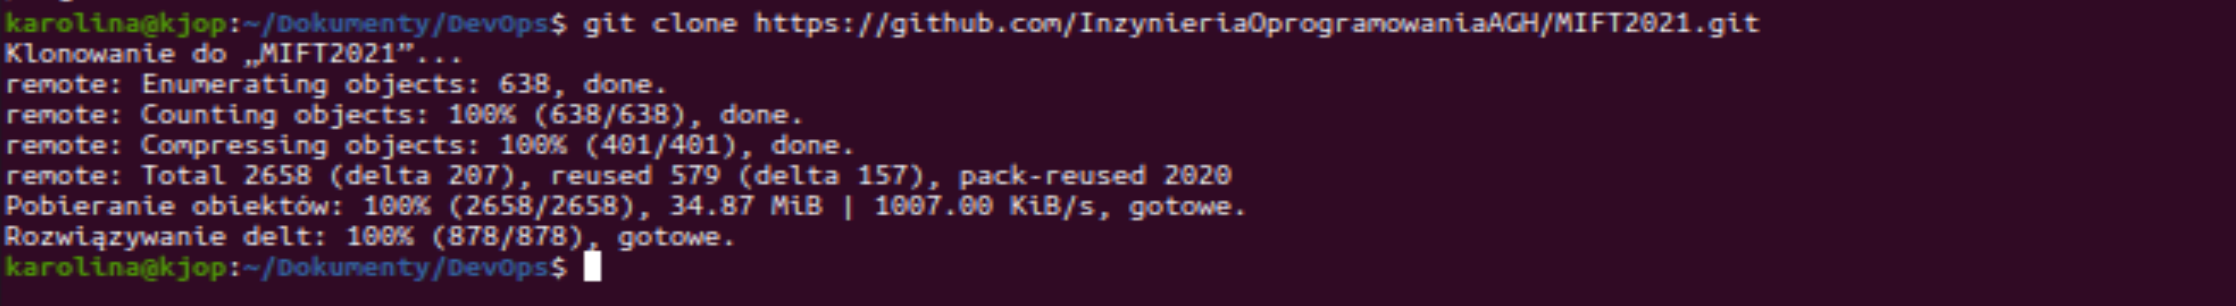 karolina@kjop:~/Dokumenty/DevOps$ git clone https://github.com/InzynieriaOprogramowaniaAGH/MIFT2021.git
Klonowanie do „MIFT2021”...
remote: Enumerating objects: 638, done.
remote: Counting objects: 100% (638/638), done.
remote: Compressing objects: 100% (401/401), done.
remote: Total 2658 (delta 207), reused 579 (delta 157), pack-reused 2020
Pobieranie obiektów: 100% (2658/2658), 34.87 MiB | 1007.00 KiB/s, gotowe.
Rozwiązywanie delt: 100% (878/878), gotowe.
karolina@kjop:~/Dokumenty/DevOps$